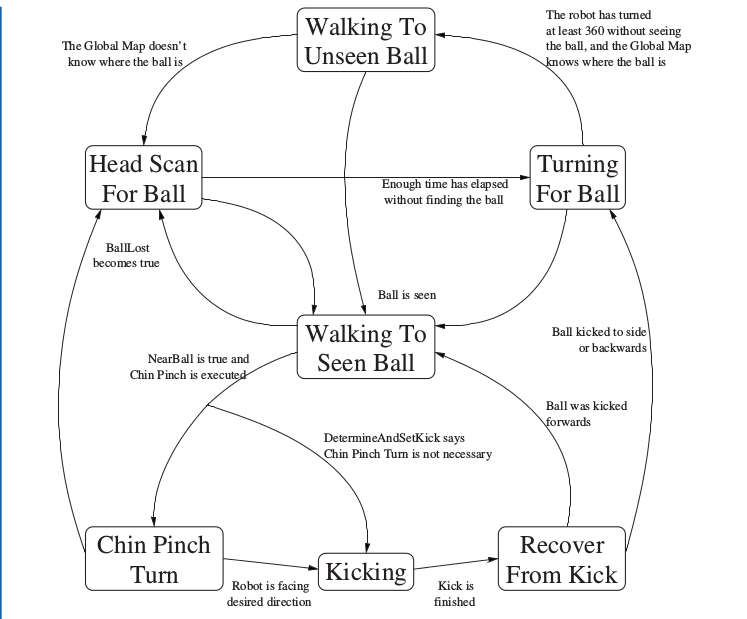 Walking To
Unseen Ball
The Global Map doesn't
know where the ball is
The robot has turned
at least 360 without seeing
the ball, and the Global Map
knows where the ball is
Head Scan
For Ball
Turning
For Ball
Enough time has elapsed
without finding the ball
BallLost
becomes true
Ball is seen
Walking To
Seen Ball
Ball kicked to side
or backwards
NearBall is true and
Chin Pinch is executed
Ball was kicked
forwards
DetermineAndSetKick says
Chin Pinch Turn is not necessary
Chin Pinch
Turn
Kicking
Recover
From Kick
Robot is facing
desired direction
Kick is
finished